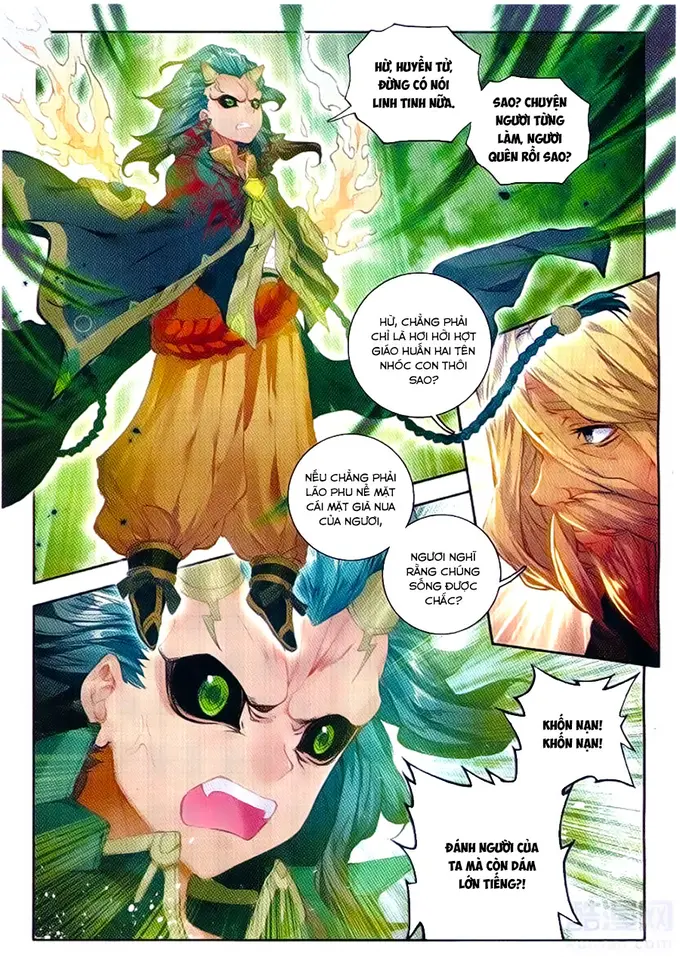 HỪ, HUYỀN TỬ,
ĐỪNG CÓ NÓI
LINH TINH NỮA.
SAO? CHUYỆN
NGƯƠI TỪNG
LÀM, NGƯƠI
QUÊN RỒI SAO?
HỪ, CHẲNG PHẢI
CHỈ LÀ HƠI HỜI HỢT
GIÁO HUẤN HAI TÊN
NHÓC CON THÔI
SAO?
NẾU CHẲNG PHẢI
LÃO PHU NỂ MẶT
CÁI MẶT GIÀ NUA
CỦA NGƯƠI,
NGƯƠI NGHĨ
RẰNG CHÚNG
SỐNG ĐƯỢC
CHẮC?
KHỐN NẠN!
KHỐN NẠN!
ĐÁNH NGƯỜI CỦA
TA MÀ CÒN DÁM
LỚN TIẾNG?!